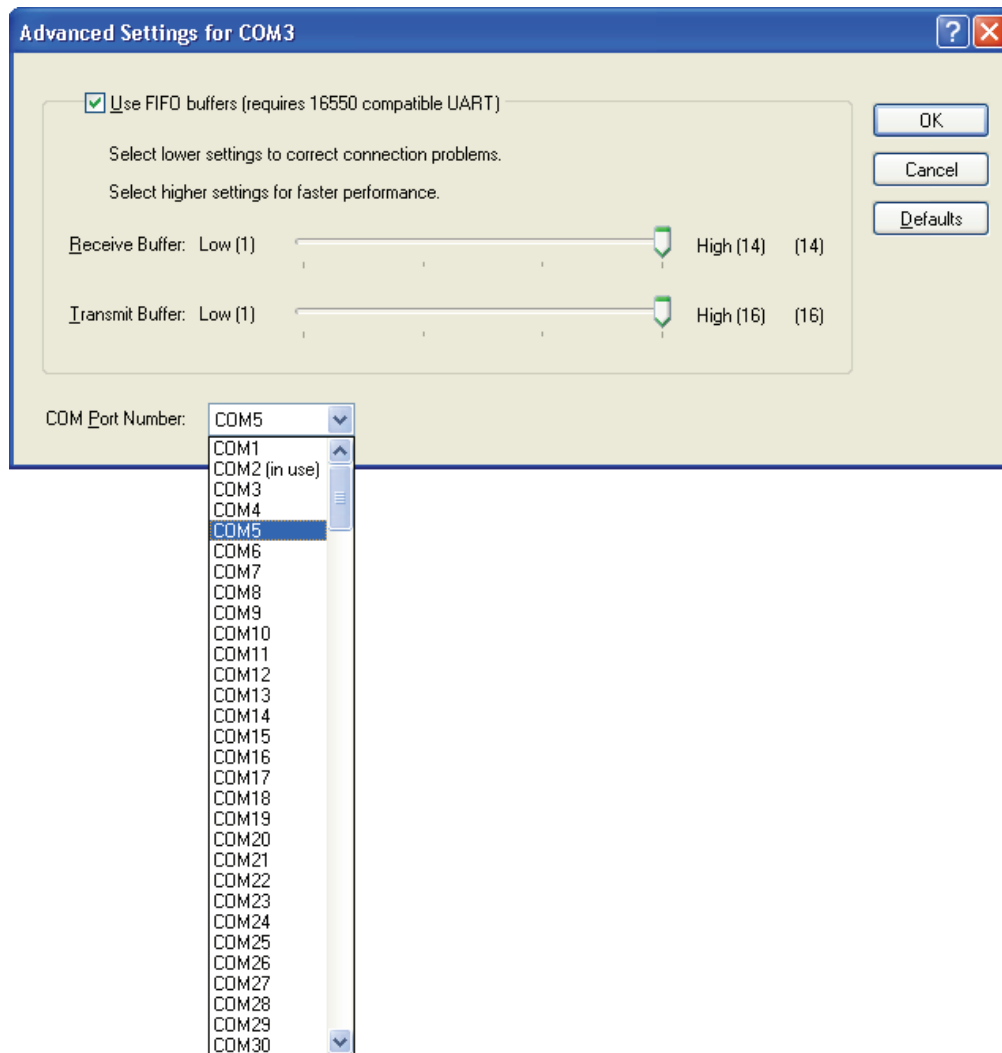 Advanced Settings for COM3
Use FIFO buffers (requires 16550 compatible UART)
OK
Select lower settings to correct connection problems.
Cancel
Select higher settings for faster performance.
Defaults
Receive Buffer: Low (1) High (14) (14)
Transmit Buffer: Low (1) High (16) (16)
COM Port Number: COM5
COM1
COM2 (in use)
COM3
COM4
COM5
COM6
COM7
COM8
COM9
COM10
COM11
COM12
COM13
COM14
COM15
COM16
COM17
COM18
COM19
COM20
COM21
COM22
COM23
COM24
COM25
COM26
COM27
COM28
COM29
COM30